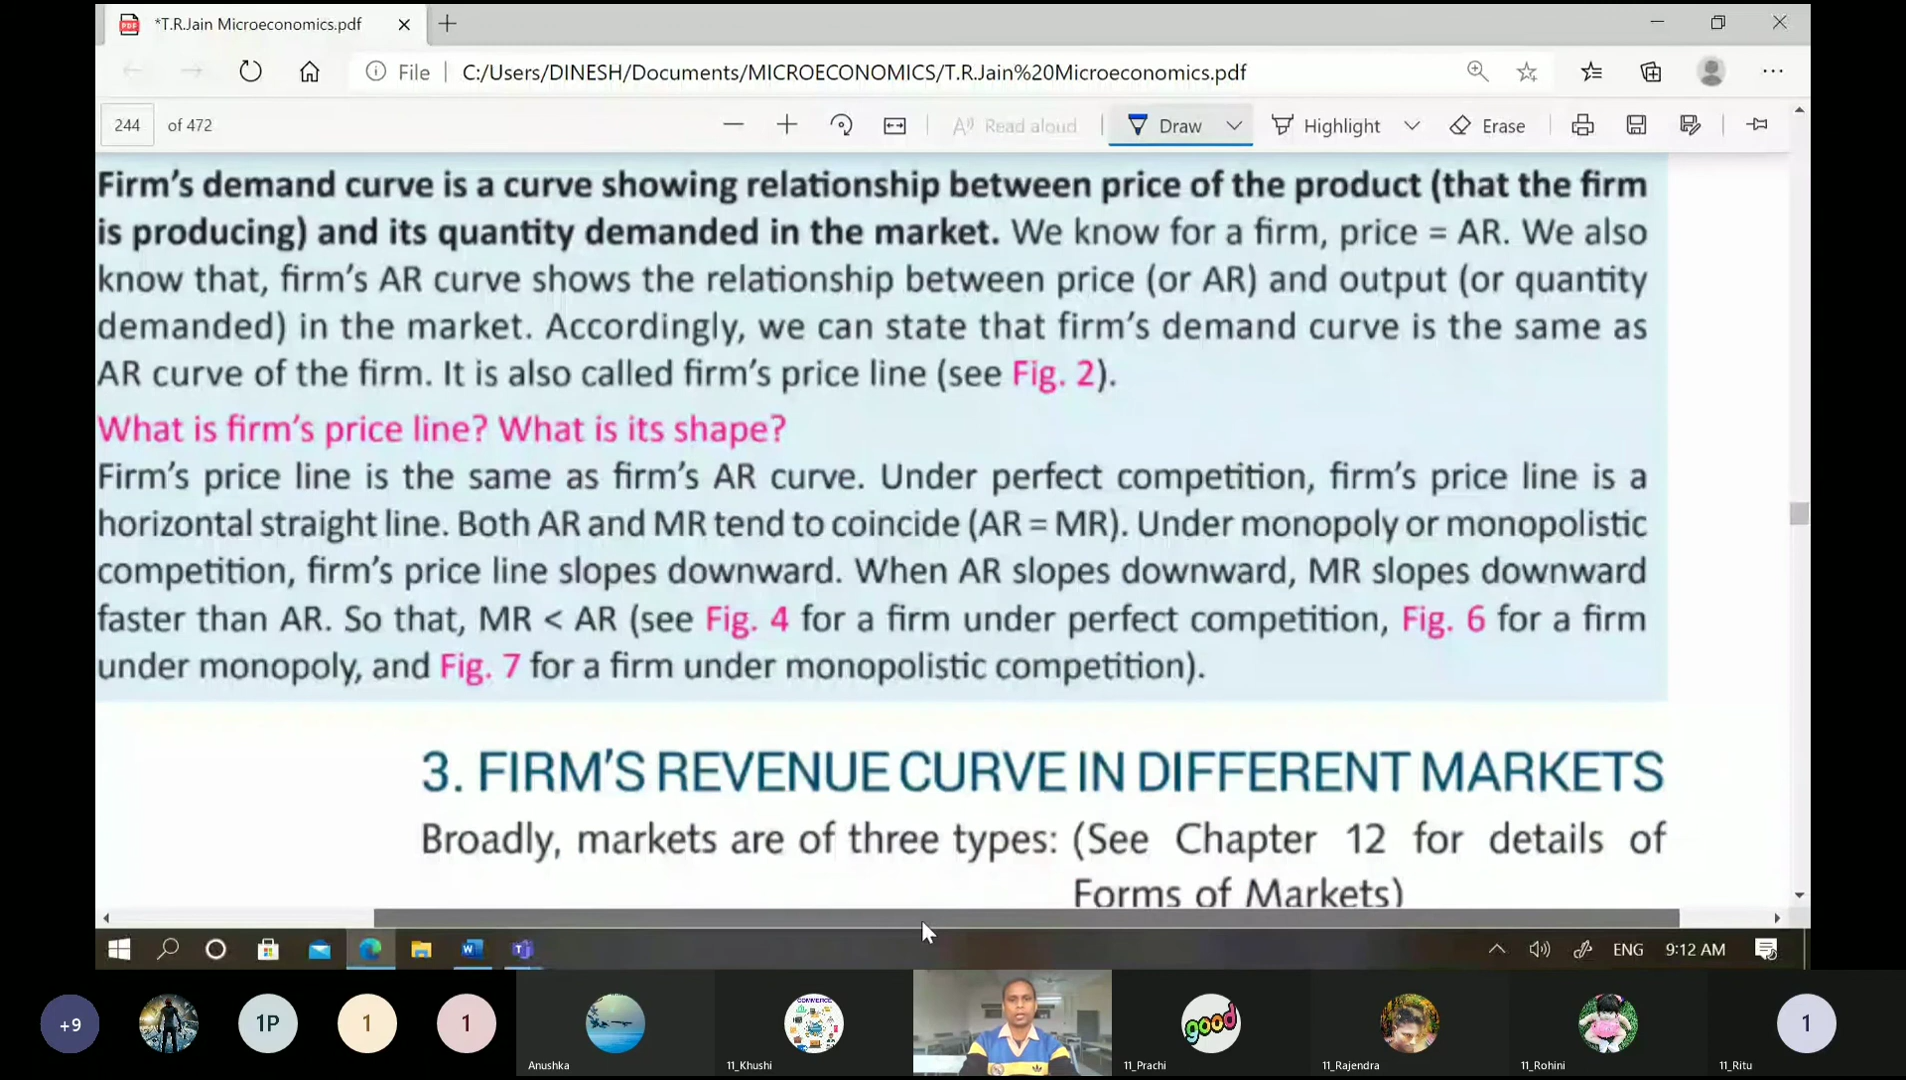 *T.R.Jain Microeconomics.pdf
File C:/Users/DINESH/Documents/MICROECONOMICS/T.R.Jain%20Microeconomics.pdf
244 of 472 Read aloud Draw Highlight Erase
Firm's demand curve is a curve showing relationship between price of the product (that the firm
is producing) and its quantity demanded in the market. We know for a firm, price = AR. We also
know that, firm's AR curve shows the relationship between price (or AR) and output (or quantity
demanded) in the market. Accordingly, we can state that firm's demand curve is the same as
AR curve of the firm. It is also called firm's price line (see Fig. 2).
What is firm's price line? What is its shape?
Firm's price line is the same as firm's AR curve. Under perfect competition, firm's price line is a
horizontal straight line. Both AR and MR tend to coincide (AR = MR). Under monopoly or monopolistic
competition, firm's price line slopes downward. When AR slopes downward, MR slopes downward
faster than AR. So that, MR < AR (see Fig. 4 for a firm under perfect competition, Fig. 6 for a firm
under monopoly, and Fig. 7 for a firm under monopolistic competition).
3. FIRM'S REVENUE CURVE IN DIFFERENT MARKETS
Broadly, markets are of three types: (See Chapter 12 for details of
Forms of Markets)
ENG 9:12 AM
+9 1P 1 1 COMMERCE good 1
Anushka 11_Khushi 11_Prachi 11_Rajendra 11_Rohini 11_Ritu